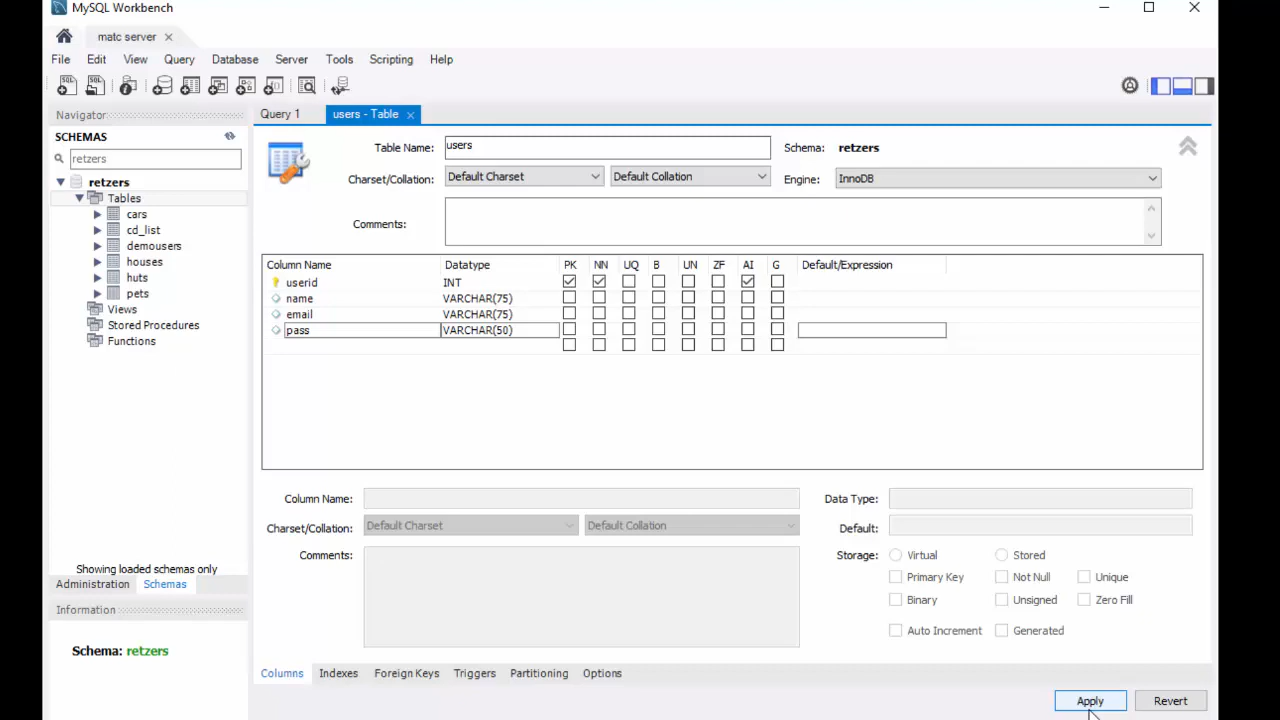 MySQL Workbench
matc server
File Edit View Query Database Server Tools Scripting Help
Navigator
SCHEMAS
retzers
retzers
Tables
cars
cd_list
demousers
houses
huts
pets
Views
Stored Procedures
Functions
Showing loaded schemas only
Administration Schemas
Information
Schema: retzers
Query 1 users - Table
Table Name: users Schema: retzers
Charset/Collation: Default Charset Default Collation Engine: InnoDB
Comments:
Column Name Datatype PK NN UQ B UN ZF AI G Default/Expression
userid INT
name VARCHAR(75)
email VARCHAR(75)
pass VARCHAR(50)
Column Name: Data Type:
Charset/Collation: Default Charset Default Collation Default:
Comments: Storage: Virtual Stored
Primary Key Not Null Unique
Binary Unsigned Zero Fill
Auto Increment Generated
Columns Indexes Foreign Keys Triggers Partitioning Options
Apply Revert